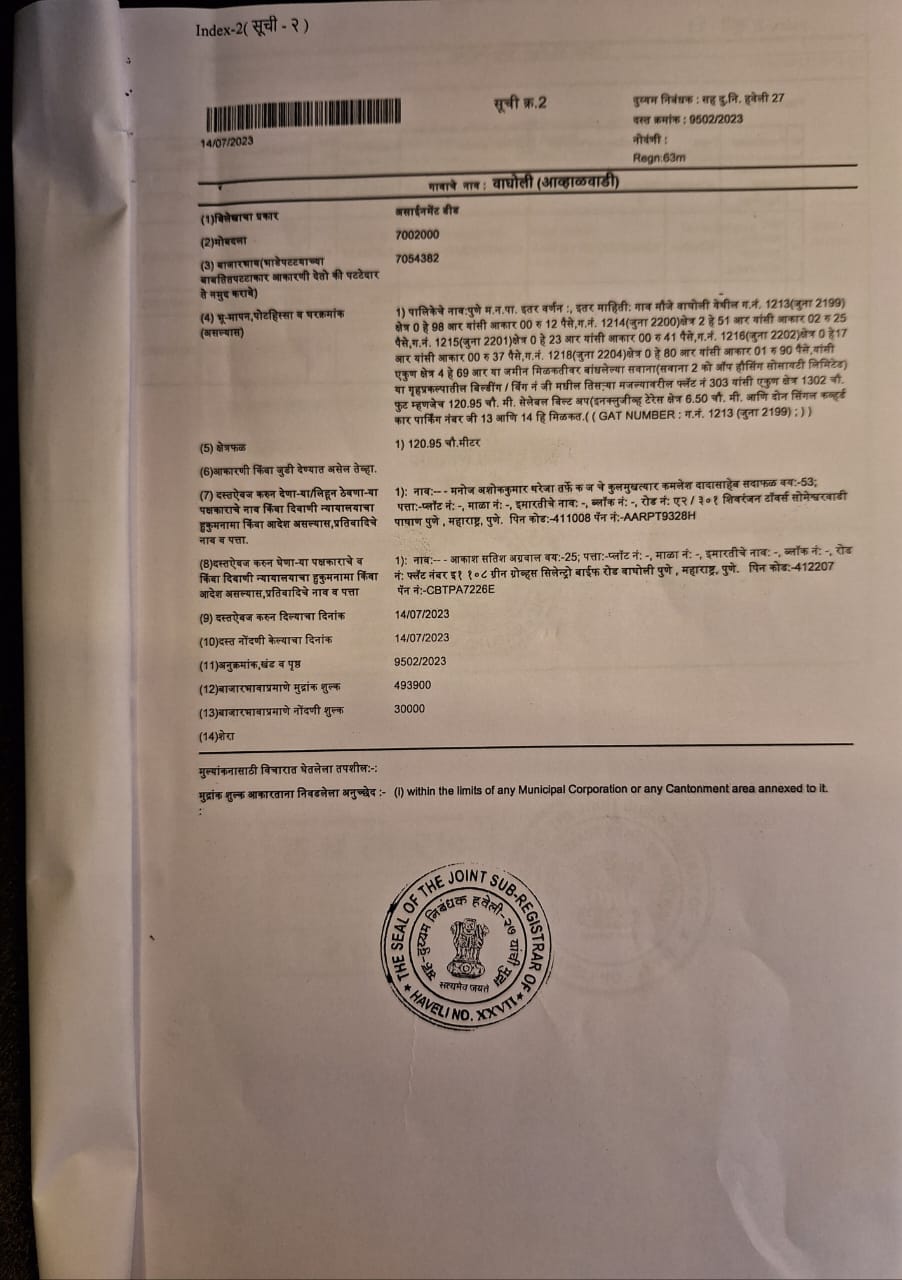 Index-2( सूची - २ )
सूची क्र.2
दुय्यम निबंधक : सह दु.नि. हवेली 27
14/07/2023
दस्त क्रमांक : 9502/2023
नोदंणी :
Regn:63m
गावाचे नाव : वाघोली (आव्हाळवाडी)
(1)विलेखाचा प्रकार
असाईनमेंट डीड
(2)मोबदला
7002000
(3) बाजारभाव(भाडेपटटयाच्या
बाबतितपटटाकार आकारणी देतो की पटटेदार
ते नमुद करावे)
7054382
(4) भू-मापन,पोटहिस्सा व घरक्रमांक
(असल्यास)
1) पालिकेचे नाव:पुणे म.न.पा. इतर वर्णन :, इतर माहिती: गाव मौजे वाघोली येथील ग.नं. 1213(जुना 2199)
क्षेत्र 0 हे 98 आर यांसी आकार 00 रु 12 पैसे,ग.नं. 1214(जुना 2200)क्षेत्र 2 हे 51 आर यांसी आकार 02 रु 25
पैसे,ग.नं. 1215(जुना 2201)क्षेत्र 0 हे 23 आर यांसी आकार 00 रु 41 पैसे,ग.नं. 1216(जुना 2202)क्षेत्र 0 हे17
आर यांसी आकार 00 रु 37 पैसे,ग.नं. 1218(जुना 2204)क्षेत्र 0 हे 80 आर यांसी आकार 01 रु 90 पैसे,यांसी
एकुण क्षेत्र 4 हे 69 आर या जमीन मिळकतीवर बांधलेल्या सवाना(सवाना 2 को ऑप हौसिंग सोसायटी लिमिटेड)
या गृहप्रकल्पातील बिल्डींग / बिंग नं जी मधील तिसऱ्या मजल्यावरील फ्लॅट नं 303 यांसी एकुण क्षेत्र 1302 चौ.
फुट म्हणजेच 120.95 चौ. मी. सेलेबल बिल्ट अप(इनक्लुजीव्ह टेरेस क्षेत्र 6.50 चौ. मी. आणि दोन सिंगल कव्हर्ड
कार पार्किंग नंबर जी 13 आणि 14 हि मिळकत.( ( GAT NUMBER : ग.नं. 1213 (जुना 2199) ; ) )
(5) क्षेत्रफळ
1) 120.95 चौ.मीटर
(6)आकारणी किंवा जुडी देण्यात असेल तेव्हा.
(7) दस्तऐवज करुन देणा-या/लिहून ठेवणा-या
पक्षकाराचे नाव किंवा दिवाणी न्यायालयाचा
हुकुमनामा किंवा आदेश असल्यास,प्रतिवादिचे
नाव व पत्ता.
1): नाव:--- मनोज अशोककुमार थरेजा तर्फे क ज चे कुलमुखत्यार कमलेश दादासाहेब सदाफळ वय:-53;
पत्ता:-प्लॉट नं: -, माळा नं: -, इमारतीचे नाव: -, ब्लॉक नं: -, रोड नं: ए२ / ३०१ शिवरंजन टॉवर्स सोमेश्वरवाडी
पाषाण पुणे , महाराष्ट्र, पुणे. पिन कोड:-411008 पॅन नं:-AARPT9328H
(8)दस्तऐवज करुन घेणा-या पक्षकाराचे व
किंवा दिवाणी न्यायालयाचा हुकुमनामा किंवा
आदेश असल्यास,प्रतिवादिचे नाव व पत्ता
1): नाव:--- आकाश सतिश अग्रवाल वय:-25; पत्ता:-प्लॉट नं: -, माळा नं: -, इमारतीचे नाव: -, ब्लॉक नं: -, रोड
नं: फ्लॅट नंबर इ१ १०८ ग्रीन ग्रोव्ह्स सिलेन्ट्रो बाईफ रोड वाघोली पुणे , महाराष्ट्र, पुणे. पिन कोड:-412207
पॅन नं:-CBTPA7226E
(9) दस्तऐवज करुन दिल्याचा दिनांक
14/07/2023
(10)दस्त नोंदणी केल्याचा दिनांक
14/07/2023
(11)अनुक्रमांक,खंड व पृष्ठ
9502/2023
(12)बाजारभावाप्रमाणे मुद्रांक शुल्क
493900
(13)बाजारभावाप्रमाणे नोंदणी शुल्क
30000
(14)शेरा
मुल्यांकनासाठी विचारात घेतलेला तपशील:-:
मुद्रांक शुल्क आकारताना निवडलेला अनुच्छेद :- (i) within the limits of any Municipal Corporation or any Cantonment area annexed to it.
:
THE SEAL OF THE JOINT SUB-REGISTRAR OF
HAVELI NO. XXVII
सह-दुय्यम निबंधक हवेली-२७ यांची मुद्रा
सत्यमेव जयते